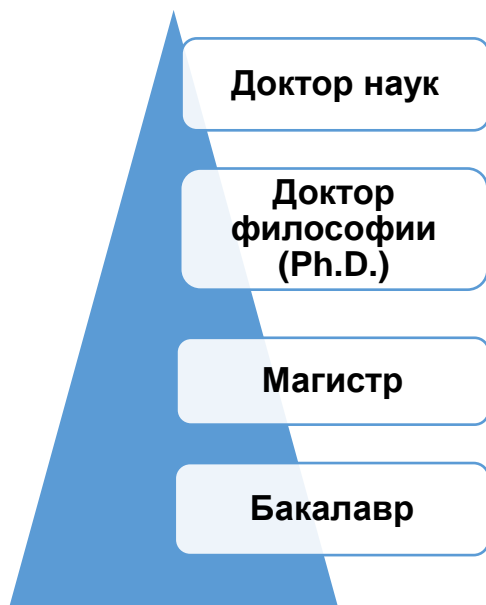 Доктор наук
Доктор
философии
(Ph.D.)
Магистр
Бакалавр